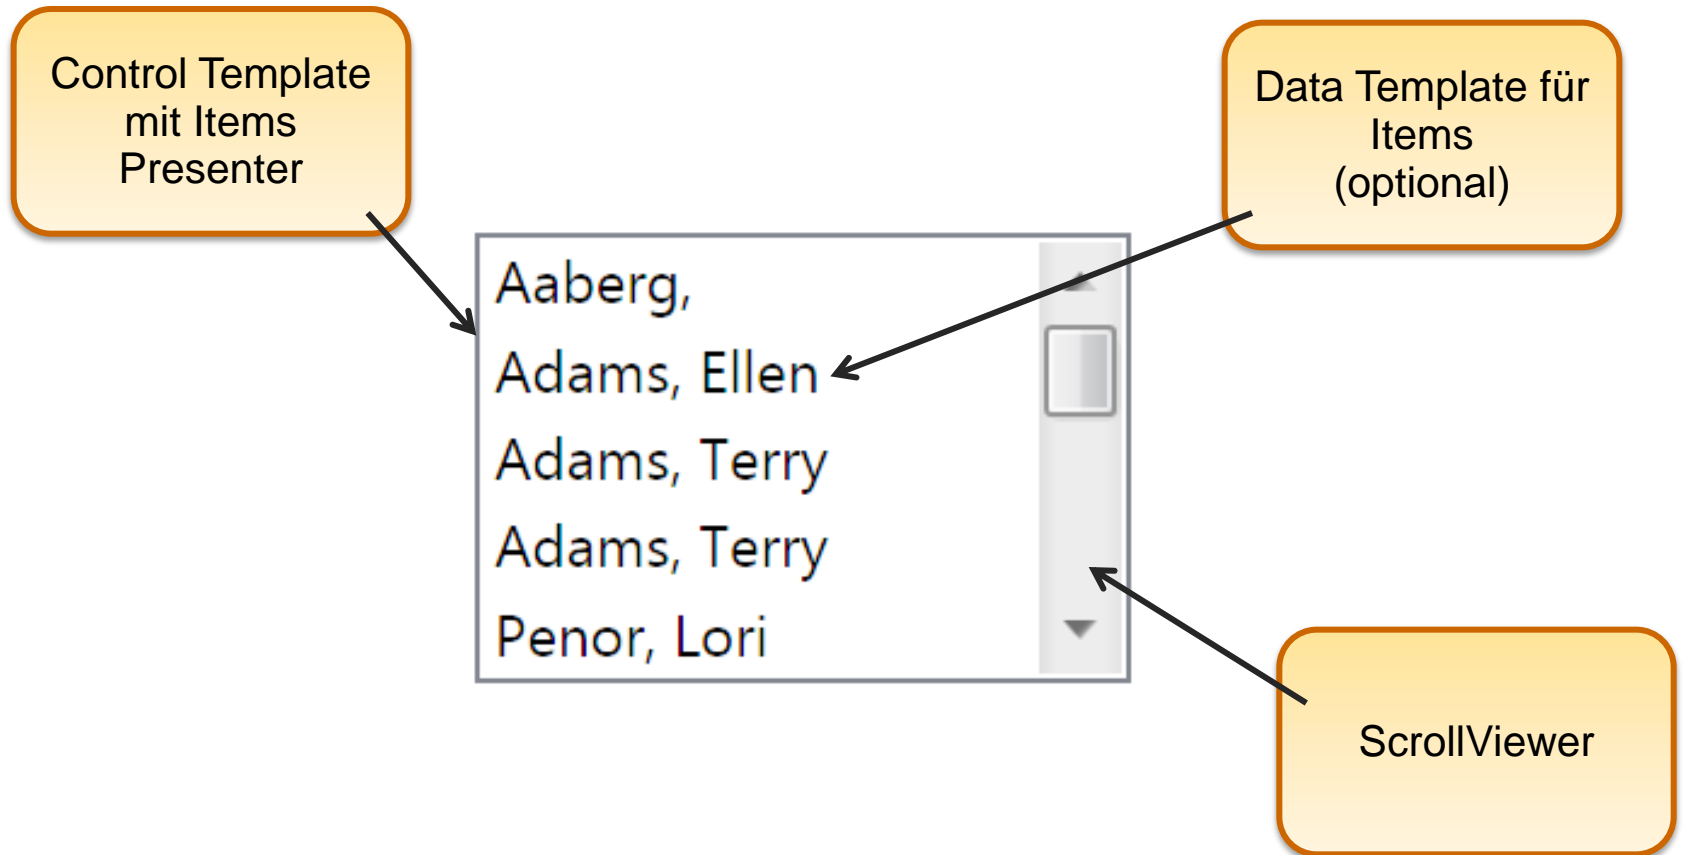 Control Template
mit Items
Presenter
Data Template für
Items
(optional)
Aaberg,
Adams, Ellen
Adams, Terry
Adams, Terry
Penor, Lori
ScrollViewer